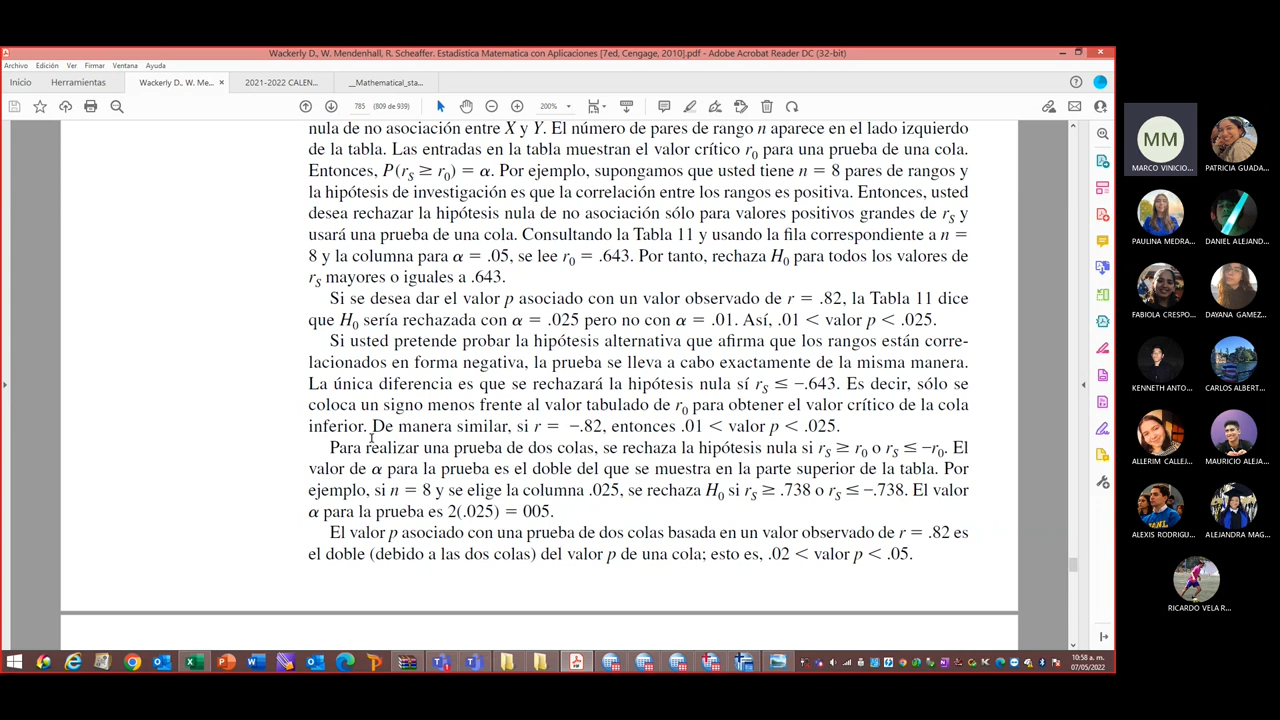 Wackerly D., W. Mendenhall, R. Scheaffer. Estadistica Matematica con Aplicaciones [7ed, Cengage, 2010].pdf - Adobe Acrobat Reader DC (32-bit)
Archivo Edición Ver Firmar Ventana Ayuda
Inicio Herramientas Wackerly D., W. Me... × 2021-2022 CALEN... __Mathematical_sta...
785 (809 de 939) 200%
nula de no asociación entre X y Y. El número de pares de rango n aparece en el lado izquierdo
de la tabla. Las entradas en la tabla muestran el valor crítico r0 para una prueba de una cola.
Entonces, P(rS ≥ r0) = α. Por ejemplo, supongamos que usted tiene n = 8 pares de rangos y
la hipótesis de investigación es que la correlación entre los rangos es positiva. Entonces, usted
desea rechazar la hipótesis nula de no asociación sólo para valores positivos grandes de rS y
usará una prueba de una cola. Consultando la Tabla 11 y usando la fila correspondiente a n =
8 y la columna para α = .05, se lee r0 = .643. Por tanto, rechaza H0 para todos los valores de
rS mayores o iguales a .643.
Si se desea dar el valor p asociado con un valor observado de r = .82, la Tabla 11 dice
que H0 sería rechazada con α = .025 pero no con α = .01. Así, .01 < valor p < .025.
Si usted pretende probar la hipótesis alternativa que afirma que los rangos están corre-
lacionados en forma negativa, la prueba se lleva a cabo exactamente de la misma manera.
La única diferencia es que se rechazará la hipótesis nula sí rS ≤ −.643. Es decir, sólo se
coloca un signo menos frente al valor tabulado de r0 para obtener el valor crítico de la cola
inferior. De manera similar, si r = −.82, entonces .01 < valor p < .025.
Para realizar una prueba de dos colas, se rechaza la hipótesis nula si rS ≥ r0 o rS ≤ −r0. El
valor de α para la prueba es el doble del que se muestra en la parte superior de la tabla. Por
ejemplo, si n = 8 y se elige la columna .025, se rechaza H0 si rS ≥ .738 o rS ≤ −.738. El valor
α para la prueba es 2(.025) = 005.
El valor p asociado con una prueba de dos colas basada en un valor observado de r = .82 es
el doble (debido a las dos colas) del valor p de una cola; esto es, .02 < valor p < .05.
MM
MARCO VINICIO... PATRICIA GUADA...
PAULINA MEDRA... DANIEL ALEJAND...
FABIOLA CRESPO... DAYANA GAMEZ...
KENNETH ANTO... CARLOS ALBERT...
ALLERIM CALLEJ... MAURICIO ALEJA...
ALEXIS RODRIGO... ALEJANDRA MAG...
RICARDO VELA R...
10:58 a. m.
07/05/2022